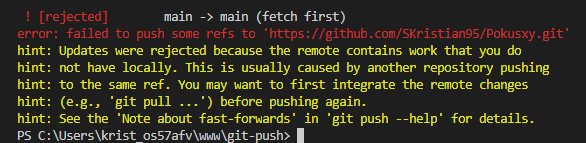 ! [rejected]        main -> main (fetch first)
error: failed to push some refs to 'https://github.com/SKristian95/Pokusxy.git'
hint: Updates were rejected because the remote contains work that you do
hint: not have locally. This is usually caused by another repository pushing
hint: to the same ref. You may want to first integrate the remote changes
hint: (e.g., 'git pull ...') before pushing again.
hint: See the 'Note about fast-forwards' in 'git push --help' for details.
PS C:\Users\krist_os57afv\www\git-push>